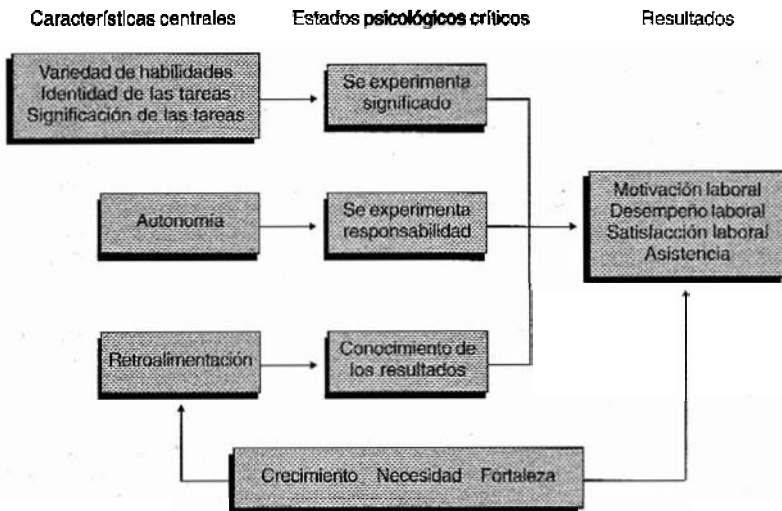 Características centrales
Estados psicológicos críticos
Resultados
Variedad de habilidades
Identidad de las tareas
Significación de las tareas
Se experimenta
significado
Autonomía
Se experimenta
responsabilidad
Motivación laboral
Desempeño laboral
Satisfacción laboral
Asistencia
Retroalimentación
Conocimiento de
los resultados
Crecimiento Necesidad Fortaleza